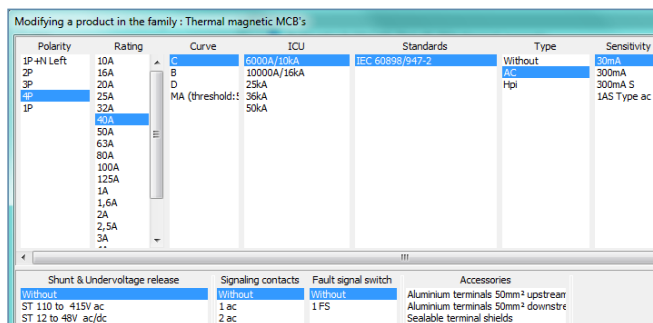 Modifying a product in the family : Thermal magnetic MCB's
Polarity Rating Curve ICU Standards Type Sensitivity
1P+N Left 10A C 6000A/10kA IEC 60898/947-2 Without 30mA
2P 16A B 10000A/16kA AC 300mA
3P 20A D 25kA Hpi 300mA S
4P 25A MA (threshold: 36kA 1AS Type ac
1P 32A 50kA
40A
50A
63A
80A
100A
125A
1A
1,6A
2A
2,5A
3A
Shunt & Undervoltage release Signaling contacts Fault signal switch Accessories
Without Without Without Aluminium terminals 50mm² upstream
ST 110 to 415V ac 1 ac 1 FS Aluminium terminals 50mm² downstre
ST 12 to 48V ac/dc 2 ac Sealable terminal shields